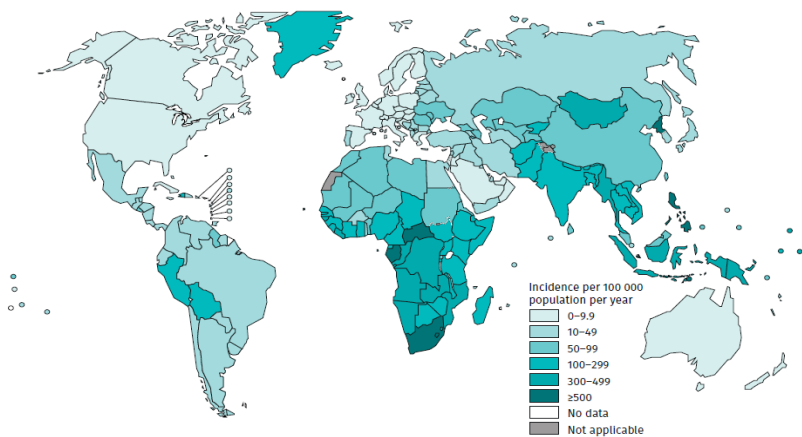 Incidence per 100 000
population per year
0–9.9
10–49
50–99
100–299
300–499
≥500
No data
Not applicable